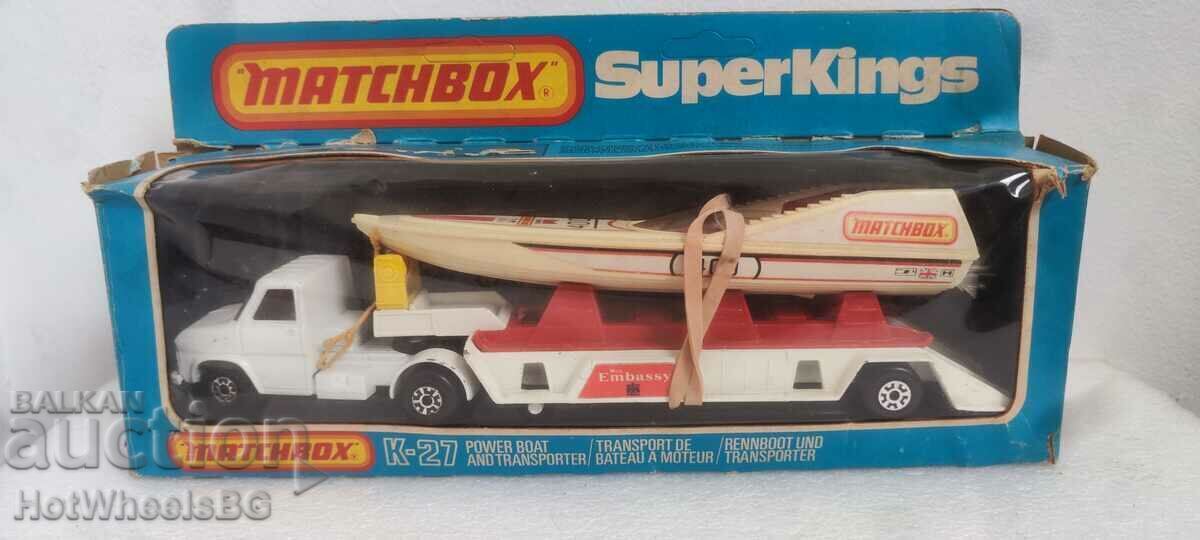 "MATCHBOX"®
SuperKings
MATCHBOX
Embassy
"MATCHBOX"® K-27 POWER BOAT AND TRANSPORTER / TRANSPORT DE BATEAU A MOTEUR / RENNBOOT UND TRANSPORTER
BALKAN
auction
HotWheelsBG